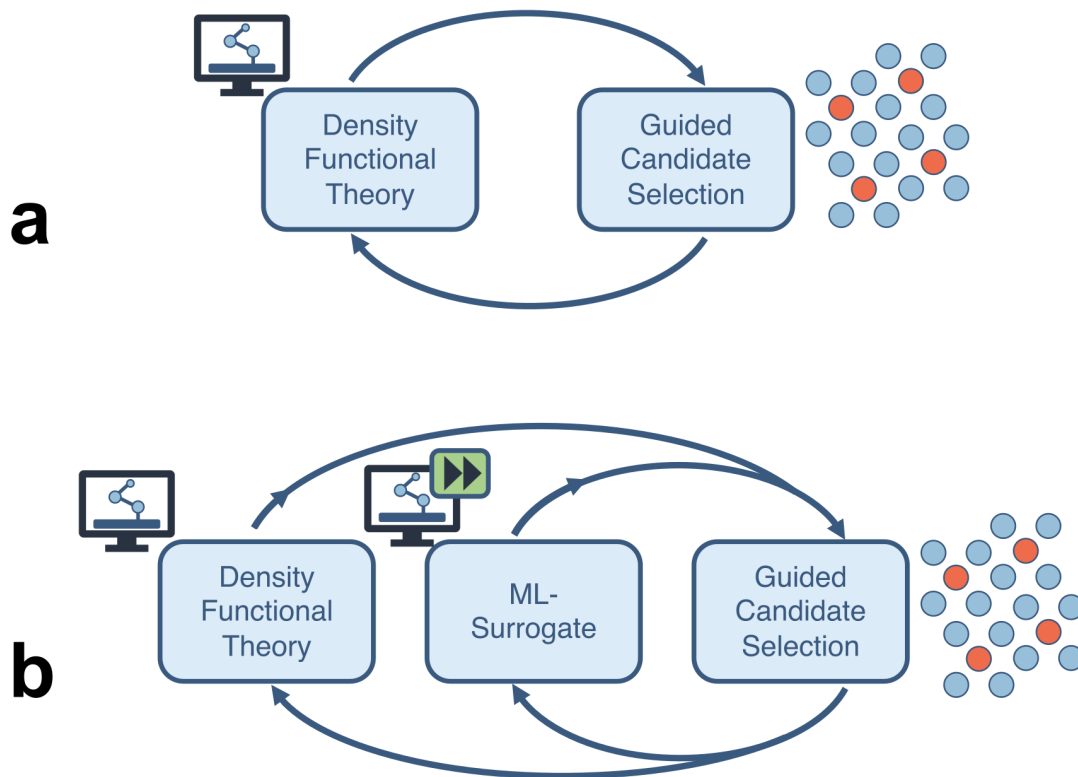 a
Density
Functional
Theory
Guided
Candidate
Selection
b
Density
Functional
Theory
ML-
Surrogate
Guided
Candidate
Selection